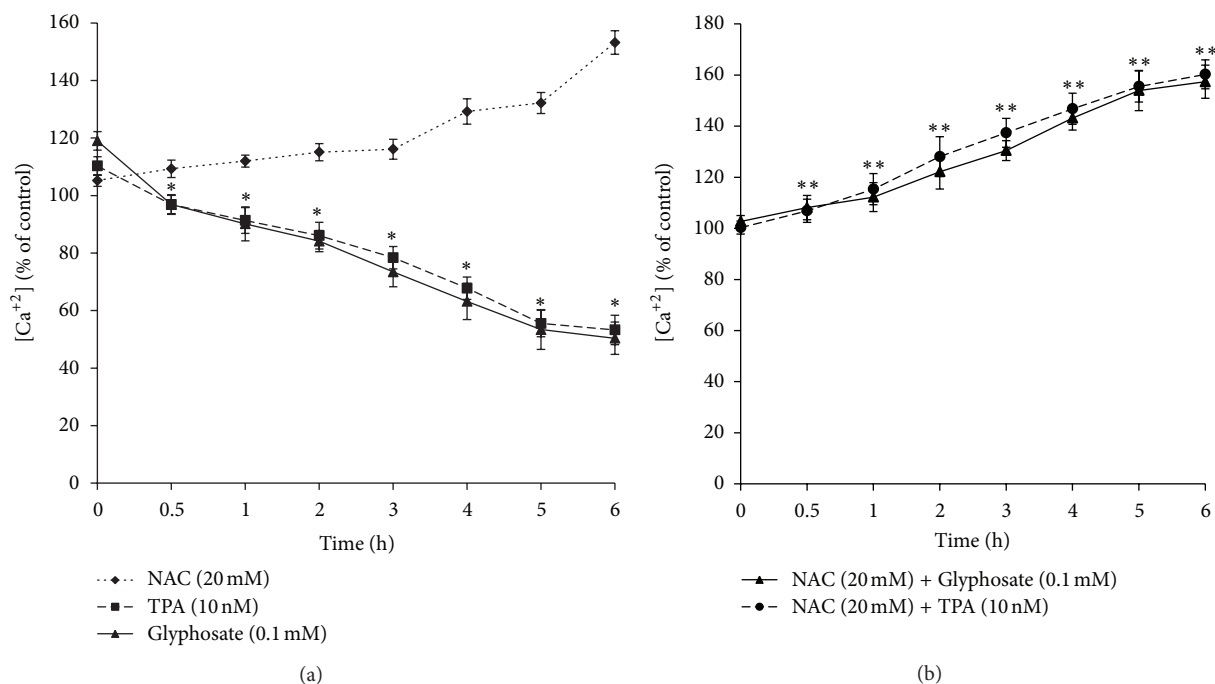 160
140
120
100
80
60
40
20
0
[Ca⁺²] (% of control)
*
*
*
*
*
*
*
0 0.5 1 2 3 4 5 6
Time (h)
NAC (20 mM)
TPA (10 nM)
Glyphosate (0.1 mM)
(a)
180
160
140
120
100
80
60
40
20
0
[Ca⁺²] (% of control)
**
**
**
**
**
**
**
0 0.5 1 2 3 4 5 6
Time (h)
NAC (20 mM) + Glyphosate (0.1 mM)
NAC (20 mM) + TPA (10 nM)
(b)